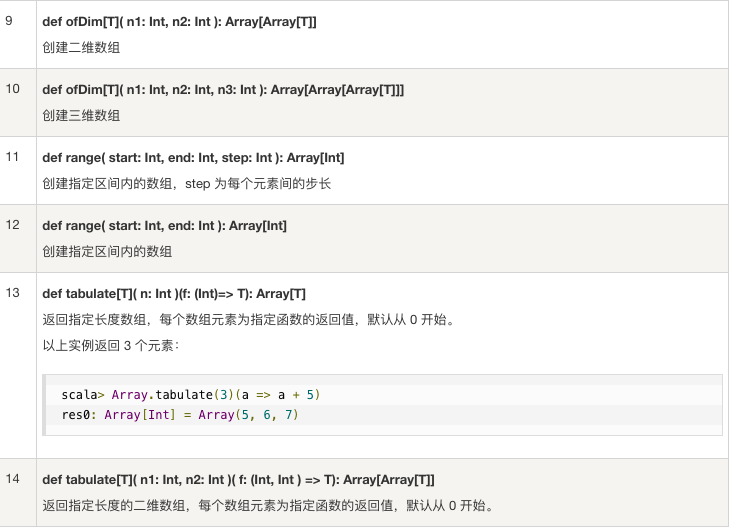 9
def ofDim[T]( n1: Int, n2: Int ): Array[Array[T]]
创建二维数组
10
def ofDim[T]( n1: Int, n2: Int, n3: Int ): Array[Array[Array[T]]]
创建三维数组
11
def range( start: Int, end: Int, step: Int ): Array[Int]
创建指定区间内的数组，step 为每个元素间的步长
12
def range( start: Int, end: Int ): Array[Int]
创建指定区间内的数组
13
def tabulate[T]( n: Int )(f: (Int)=> T): Array[T]
返回指定长度数组，每个数组元素为指定函数的返回值，默认从 0 开始。
以上实例返回 3 个元素：
scala> Array.tabulate(3)(a => a + 5)
res0: Array[Int] = Array(5, 6, 7)
14
def tabulate[T]( n1: Int, n2: Int )( f: (Int, Int ) => T): Array[Array[T]]
返回指定长度的二维数组，每个数组元素为指定函数的返回值，默认从 0 开始。